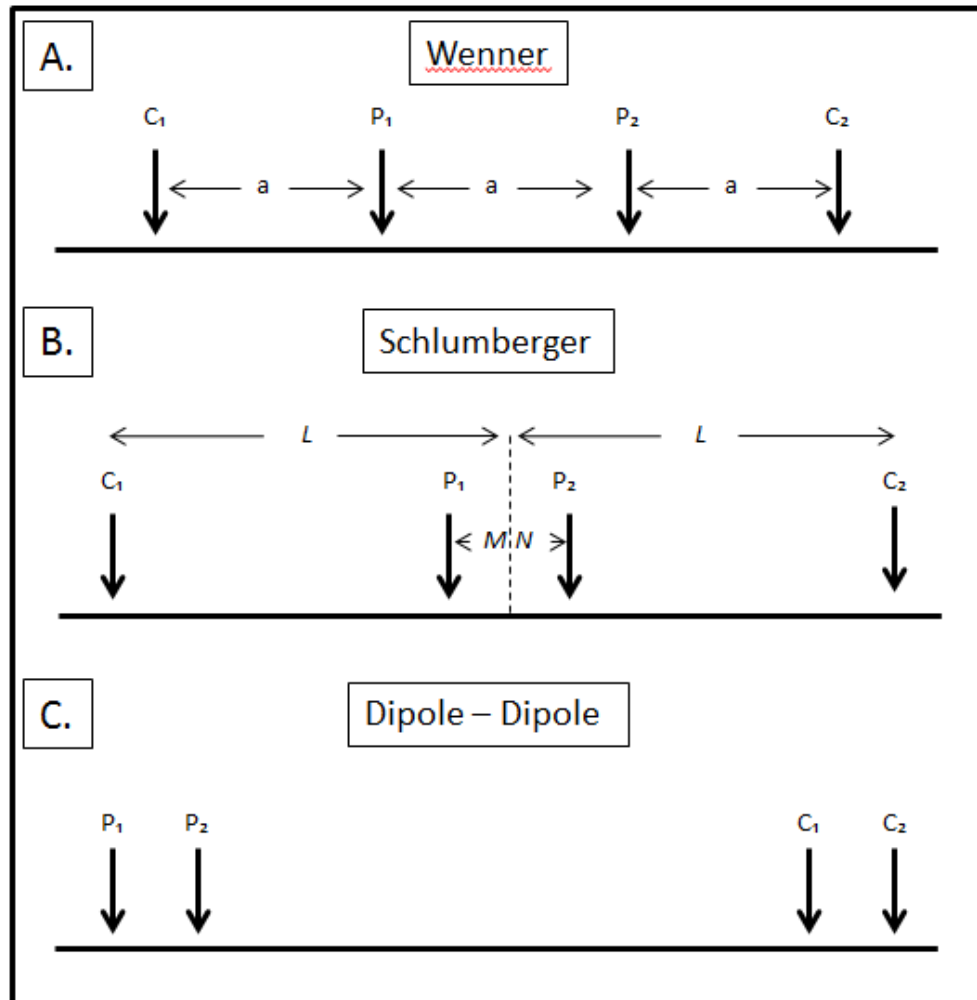 A.
Wenner
C₁ P₁ P₂ C₂
a a a
B.
Schlumberger
L L
C₁ P₁ P₂ C₂
M N
C.
Dipole – Dipole
P₁ P₂ C₁ C₂